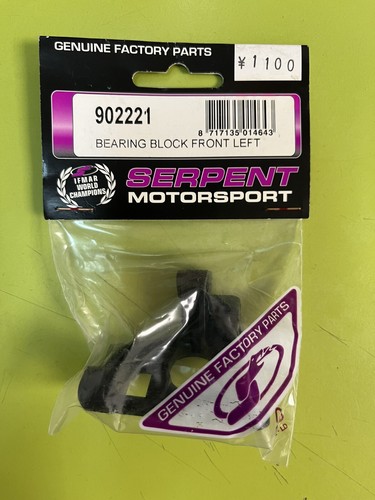 GENUINE FACTORY PARTS
¥1100
902221
8 717135 014643
BEARING BLOCK FRONT LEFT
IFMAR
WORLD
CHAMPIONS
SERPENT
MOTORSPORT
GENUINE FACTORY PARTS